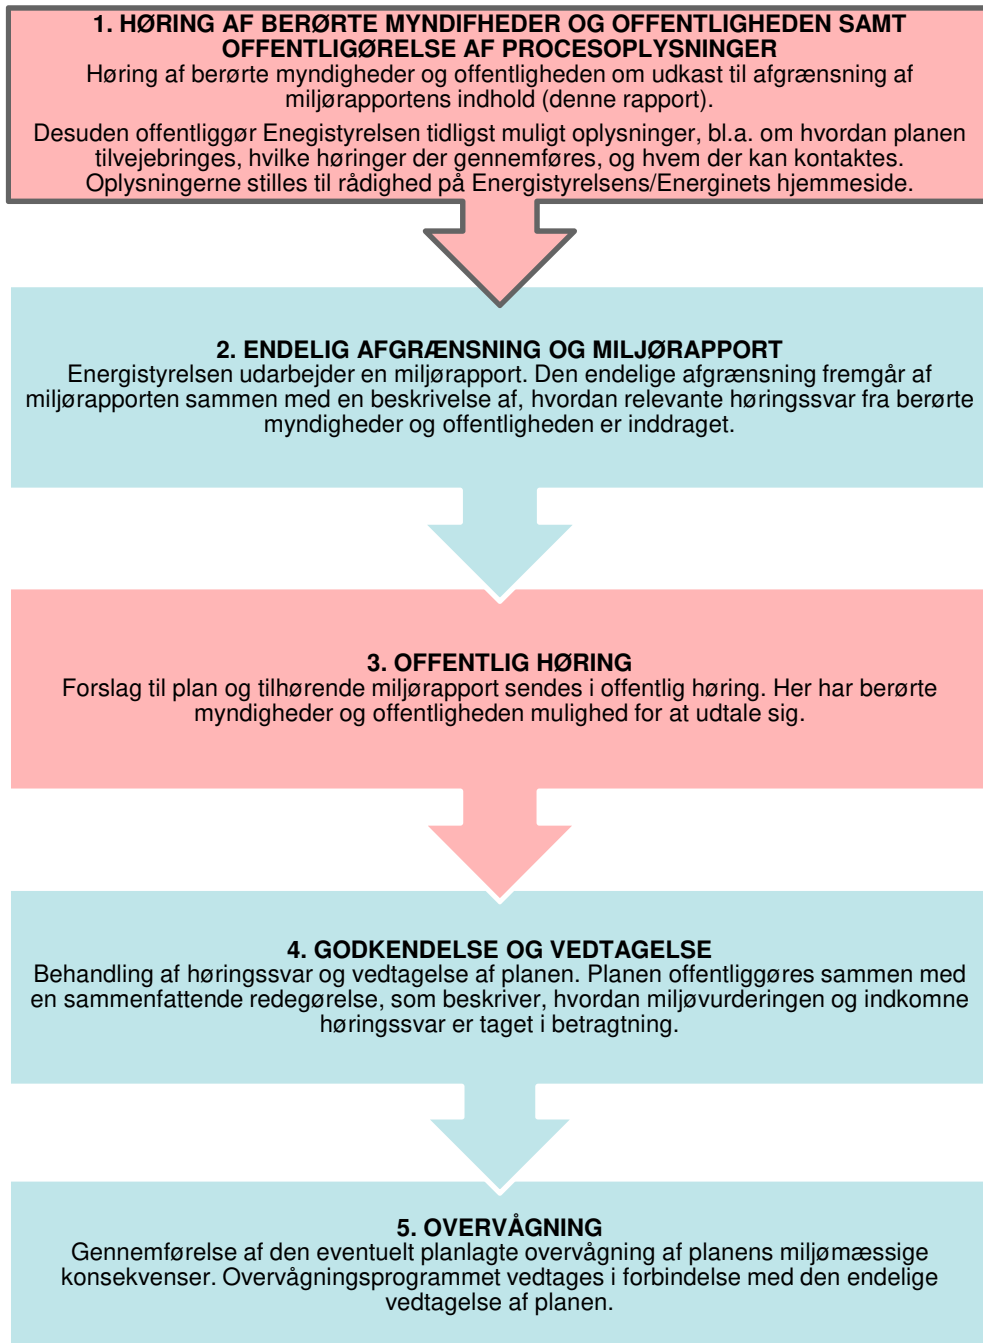 1. HØRING AF BERØRTE MYNDIFHEDER OG OFFENTLIGHEDEN SAMT
OFFENTLIGØRELSE AF PROCESOPLYSNINGER
Høring af berørte myndigheder og offentligheden om udkast til afgrænsning af
miljørapportens indhold (denne rapport).
Desuden offentliggør Enegistyrelsen tidligst muligt oplysninger, bl.a. om hvordan planen
tilvejebringes, hvilke høringer der gennemføres, og hvem der kan kontaktes.
Oplysningerne stilles til rådighed på Energistyrelsens/Energinets hjemmeside.
2. ENDELIG AFGRÆNSNING OG MILJØRAPPORT
Energistyrelsen udarbejder en miljørapport. Den endelige afgrænsning fremgår af
miljørapporten sammen med en beskrivelse af, hvordan relevante høringssvar fra berørte
myndigheder og offentligheden er inddraget.
3. OFFENTLIG HØRING
Forslag til plan og tilhørende miljørapport sendes i offentlig høring. Her har berørte
myndigheder og offentligheden mulighed for at udtale sig.
4. GODKENDELSE OG VEDTAGELSE
Behandling af høringssvar og vedtagelse af planen. Planen offentliggøres sammen med
en sammenfattende redegørelse, som beskriver, hvordan miljøvurderingen og indkomne
høringssvar er taget i betragtning.
5. OVERVÅGNING
Gennemførelse af den eventuelt planlagte overvågning af planens miljømæssige
konsekvenser. Overvågningsprogrammet vedtages i forbindelse med den endelige
vedtagelse af planen.